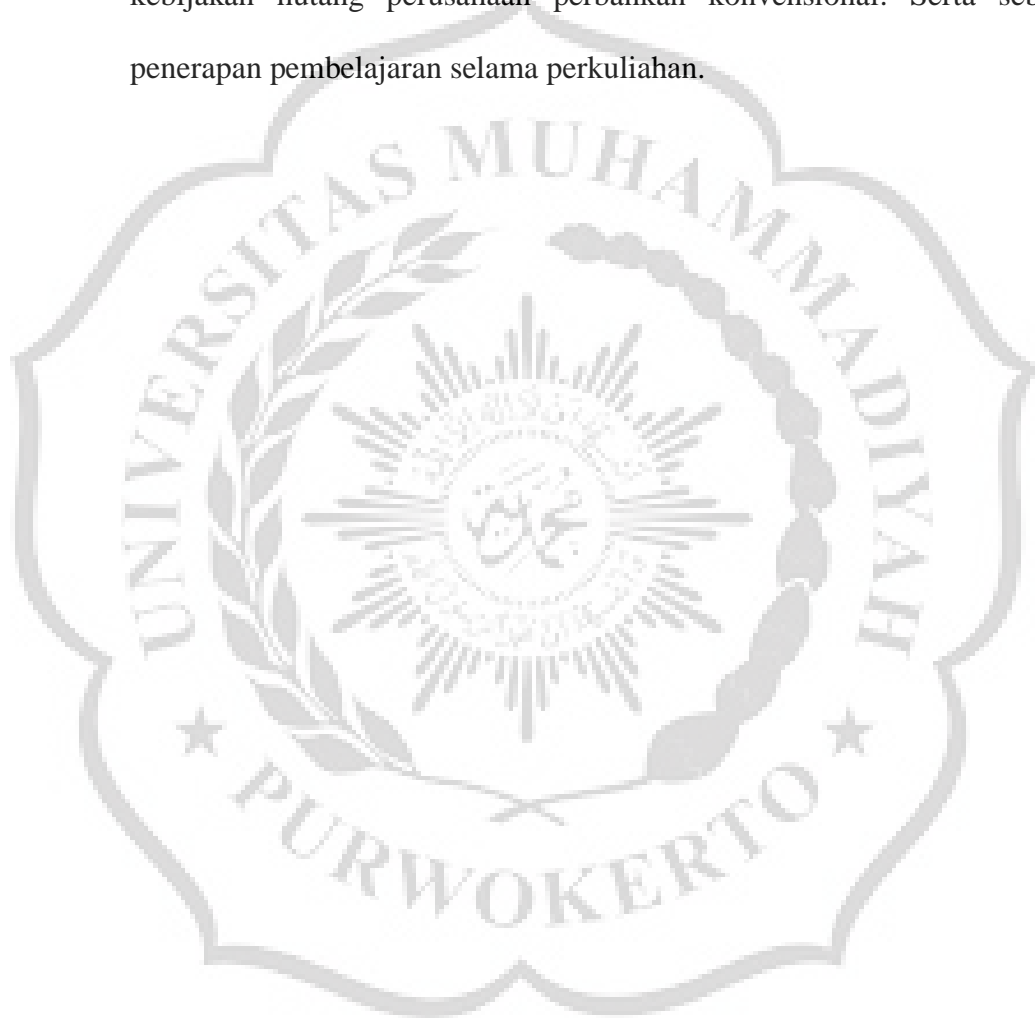 kebijakan hutang perusahaan perbankan konvensional. Serta
penerapan pembelajaran selama perkuliahan.
UNIVERSITAS MUHAMMADIYAH
PURWOKERTO